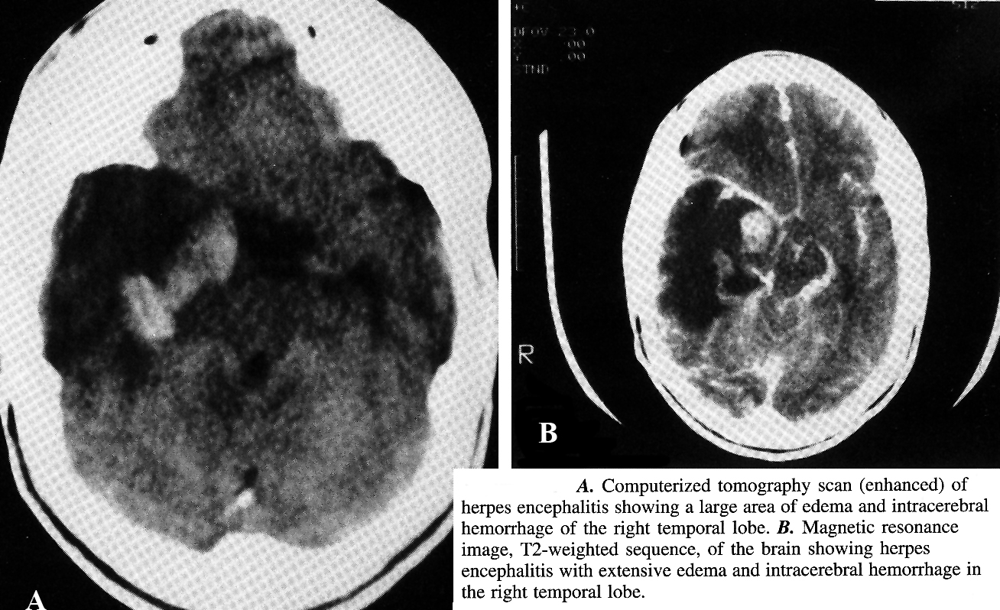 DFOV 23.0
X .00
Y .00
STND
R
B
A
A. Computerized tomography scan (enhanced) of
herpes encephalitis showing a large area of edema and intracerebral
hemorrhage of the right temporal lobe. B. Magnetic resonance
image, T2-weighted sequence, of the brain showing herpes
encephalitis with extensive edema and intracerebral hemorrhage in
the right temporal lobe.